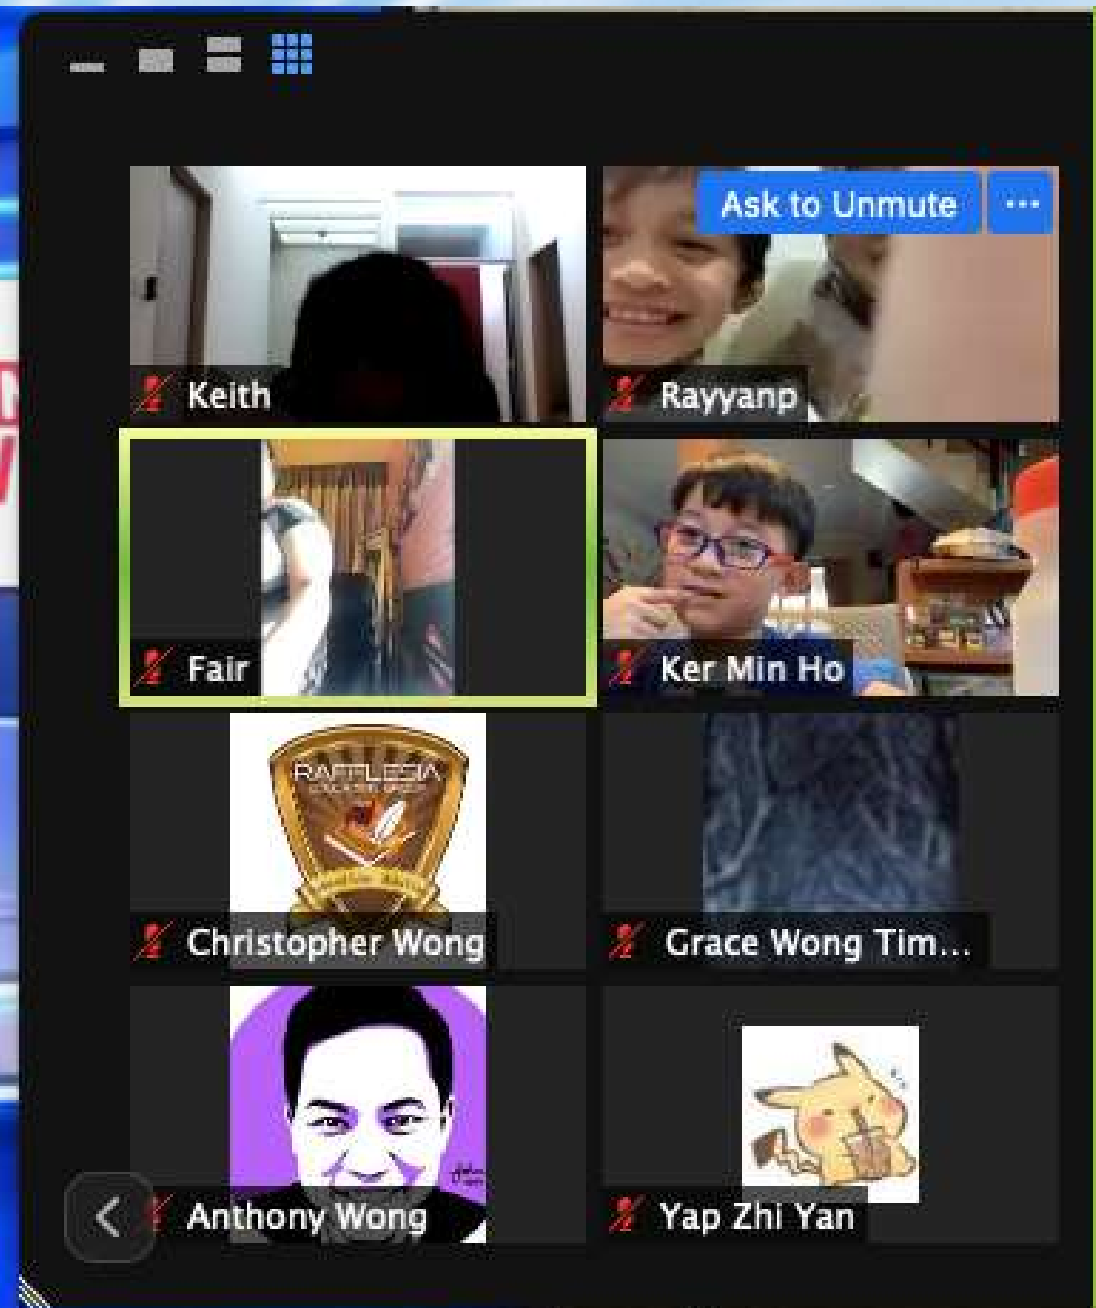 Ask to Unmute
Keith
Rayyanp
Fair
Ker Min Ho
RAFFLESIA
Christopher Wong
Grace Wong Tim...
Anthony Wong
Yap Zhi Yan